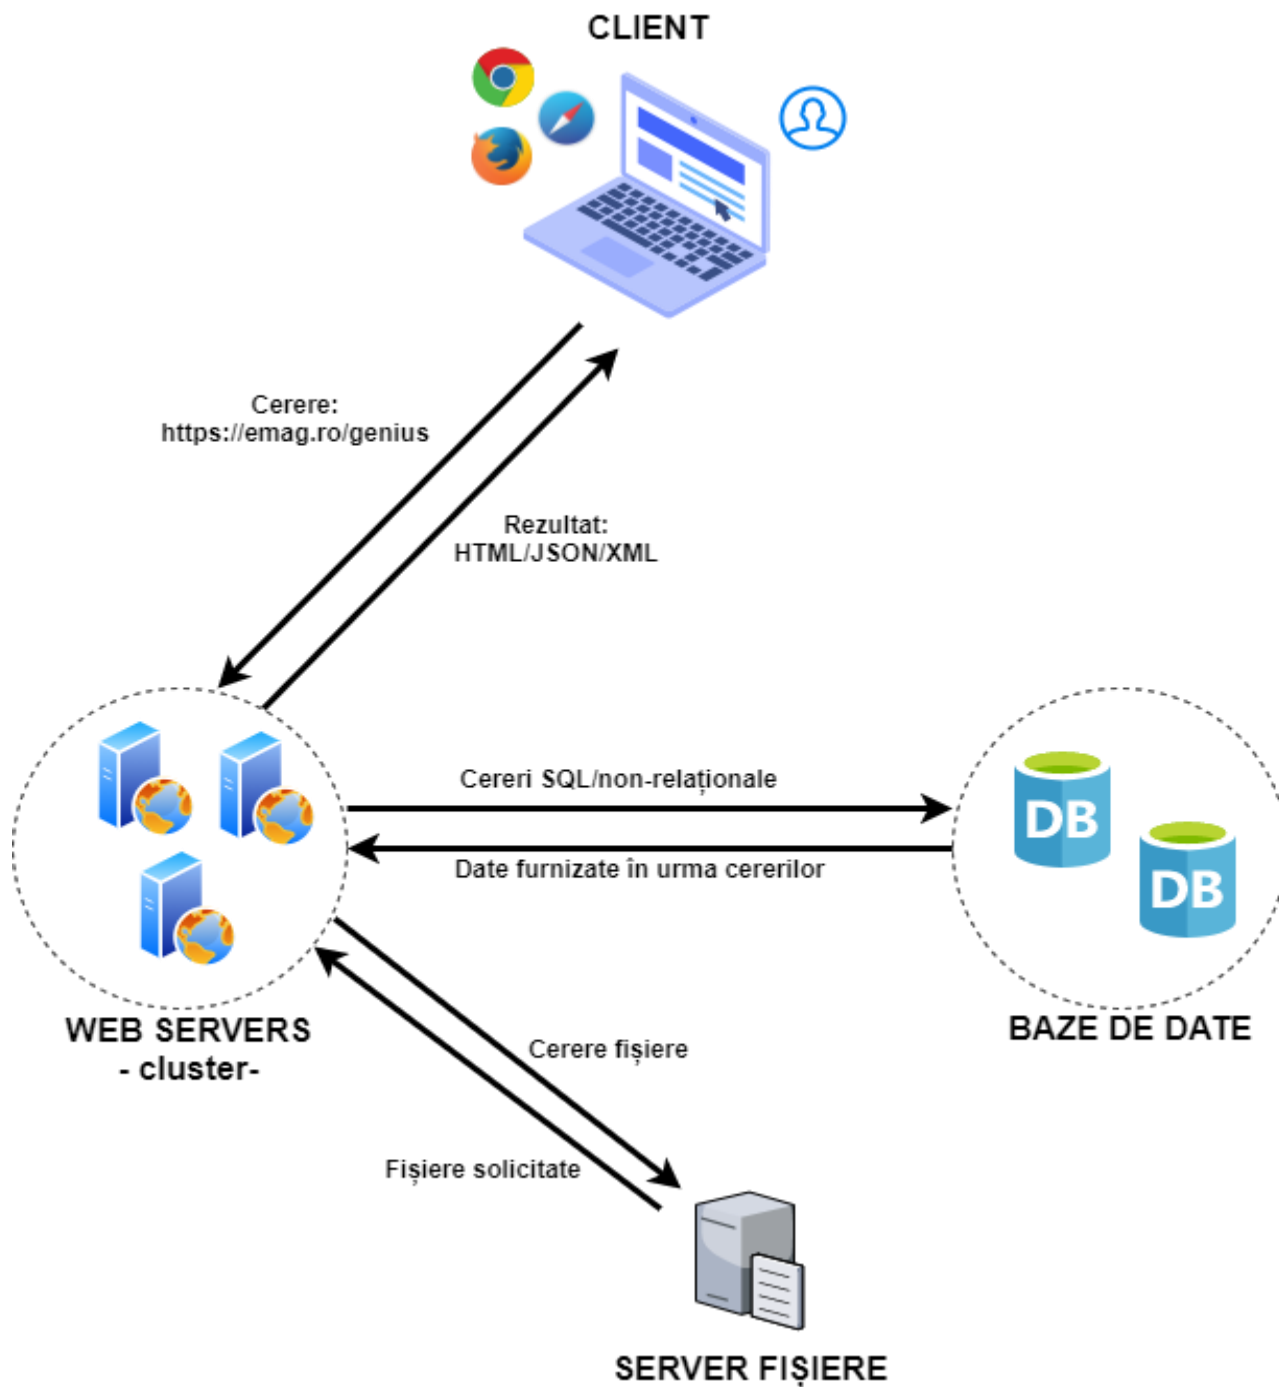 CLIENT
Cerere:
https://emag.ro/genius
Rezultat:
HTML/JSON/XML
Cereri SQL/non-relaționale
Date furnizate în urma cererilor
DB
DB
WEB SERVERS
- cluster-
BAZE DE DATE
Cerere fișiere
Fișiere solicitate
SERVER FIȘIERE